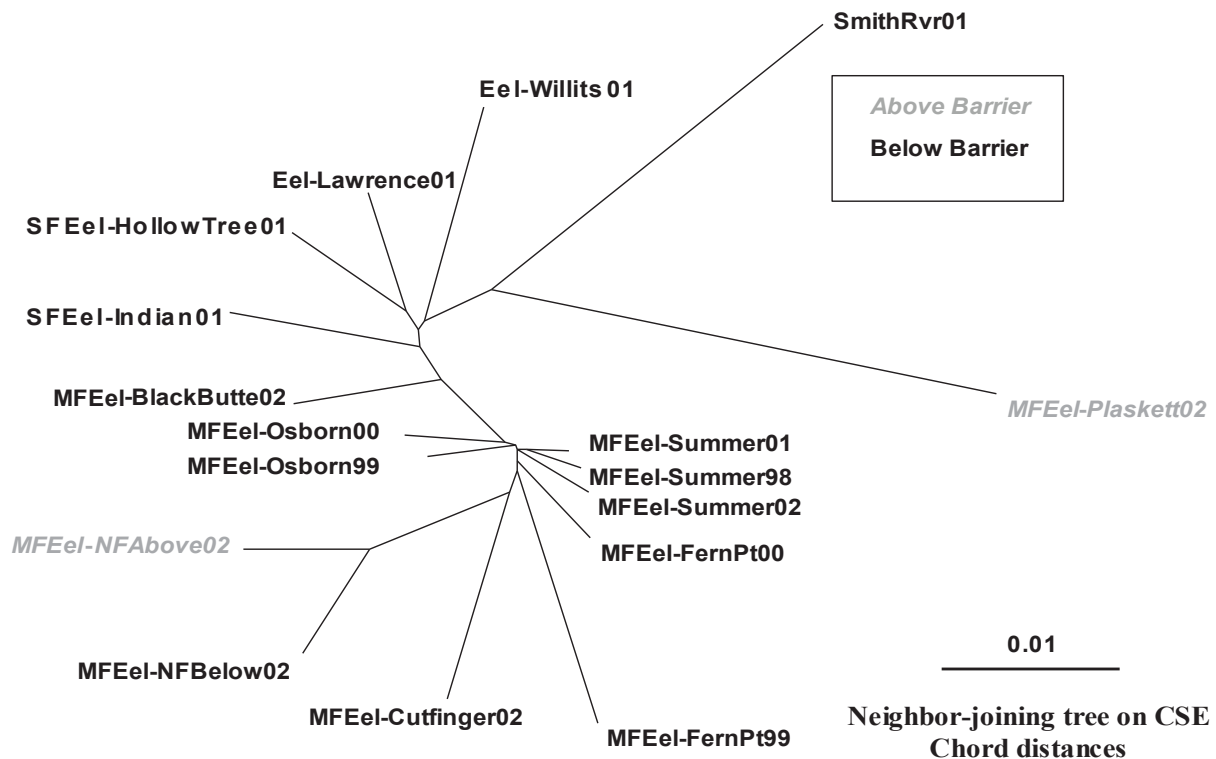 SmithRvr01
Eel-Willits 01
Above Barrier
Below Barrier
Eel-Lawrence01
SFEel-HollowTree01
SFEel-Indian01
MFEel-BlackButte02
MFEel-Plaskett02
MFEel-Osborn00
MFEel-Osborn99
MFEel-Summer01
MFEel-Summer98
MFEel-Summer02
MFEel-NFAbove02
MFEel-FernPt00
MFEel-NFBelow02
MFEel-Cutfinger02
MFEel-FernPt99
0.01
Neighbor-joining tree on CSE
Chord distances